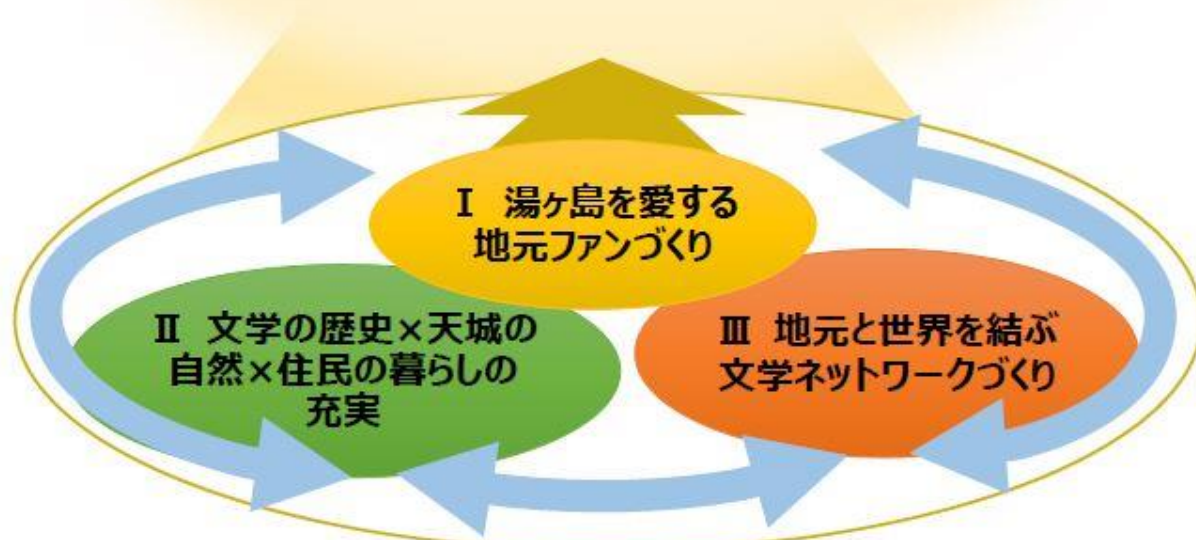 Ⅰ 湯ヶ島を愛する
地元ファンづくり
Ⅱ 文学の歴史×天城の
自然×住民の暮らしの
充実
Ⅲ 地元と世界を結ぶ
文学ネットワークづくり